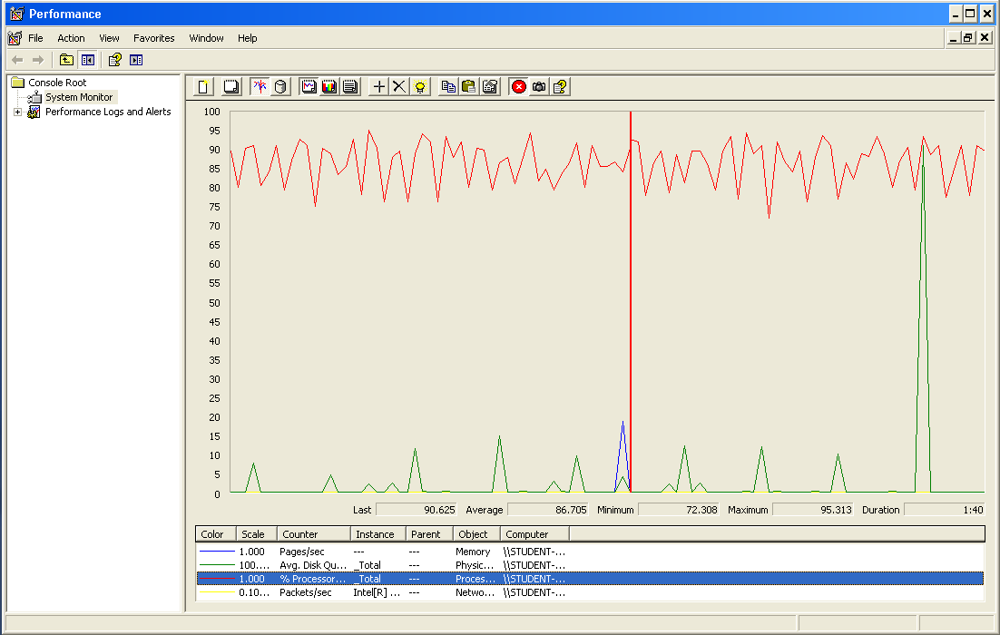 Performance
File Action View Favorites Window Help
Console Root
System Monitor
Performance Logs and Alerts
100
95
90
85
80
75
70
65
60
55
50
45
40
35
30
25
20
15
10
5
0
Last 90.625 Average 86.705 Minimum 72.308 Maximum 95.313 Duration 1:40
Color Scale Counter Instance Parent Object Computer
1.000 Pages/sec --- --- Memory \\STUDENT-...
100.... Avg. Disk Qu... _Total --- Physic... \\STUDENT-...
1.000 % Processor... _Total --- Proces... \\STUDENT-...
0.10... Packets/sec Intel[R] ... --- Netwo... \\STUDENT-...